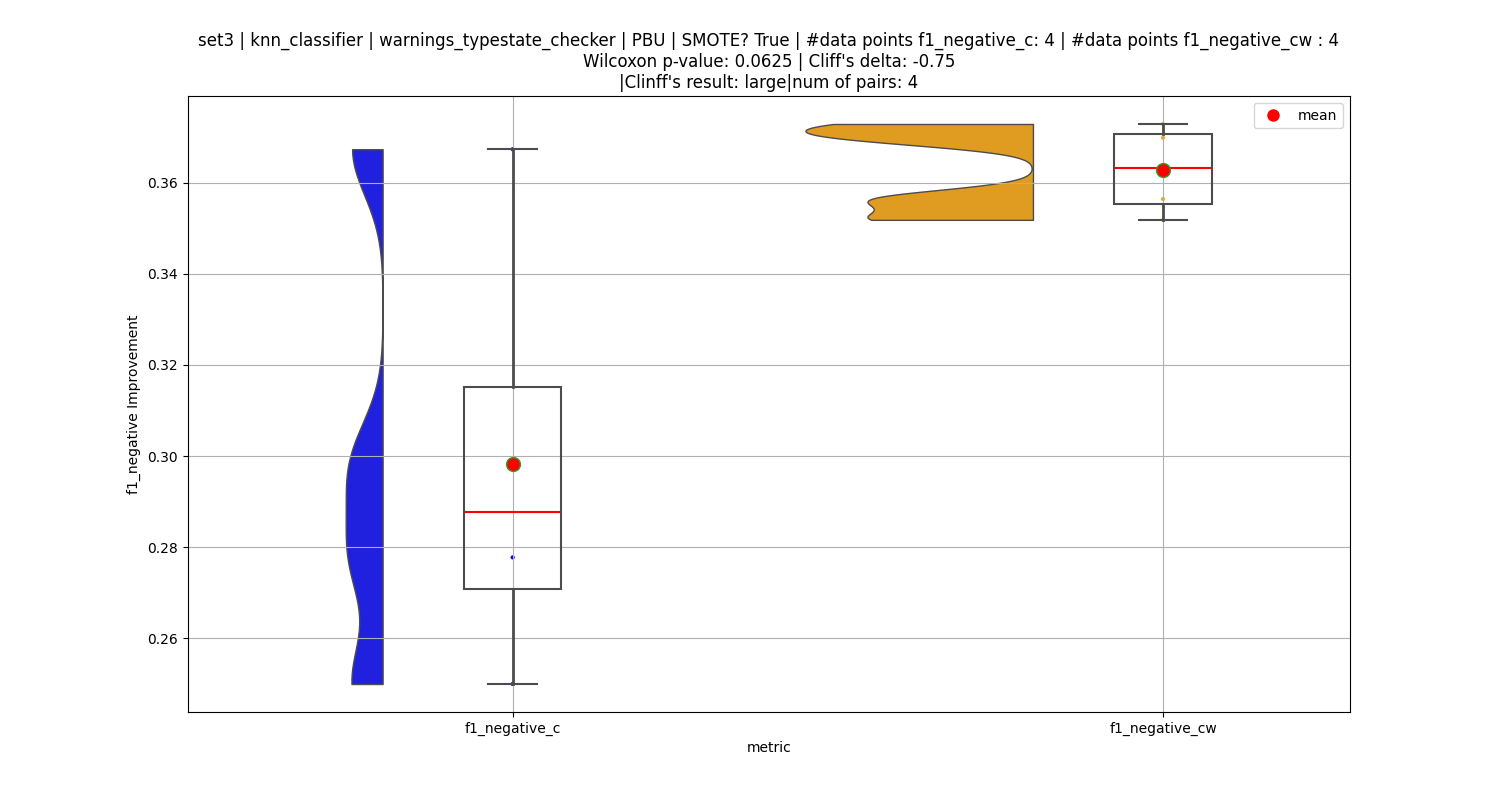 set3 | knn_classifier | warnings_typestate_checker | PBU | SMOTE? True | #data points f1_negative_c: 4 | #data points f1_negative_cw : 4
Wilcoxon p-value: 0.0625 | Cliff's delta: -0.75
|Clinff's result: large|num of pairs: 4
mean
0.36
0.34
0.32
0.30
0.28
0.26
f1_negative Improvement
f1_negative_c
f1_negative_cw
metric